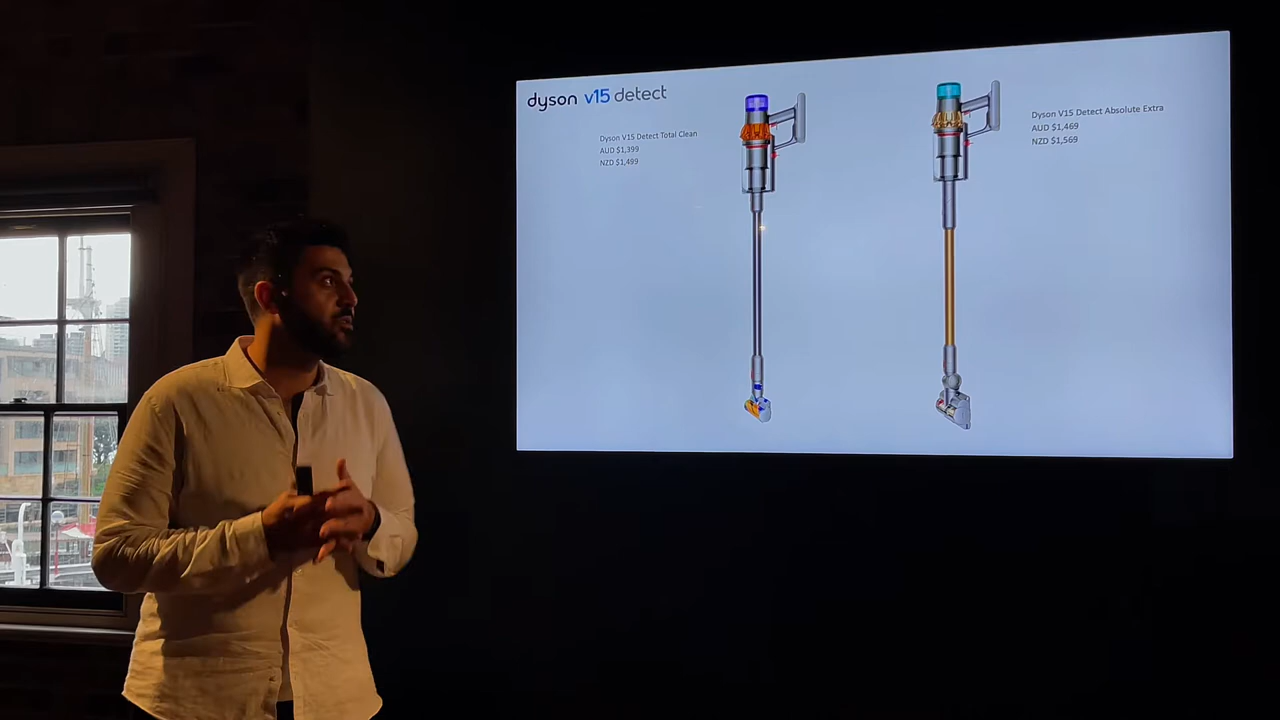 dyson v15 detect
Dyson V15 Detect Total Clean
AUD $1,399
NZD $1,499
Dyson V15 Detect Absolute Extra
AUD $1,469
NZD $1,569